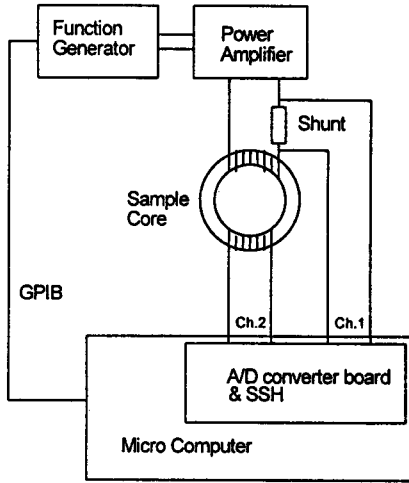 Function
Generator
Power
Amplifier
Shunt
Sample
Core
GPIB
Ch.2
Ch.1
A/D converter board
& SSH
Micro Computer